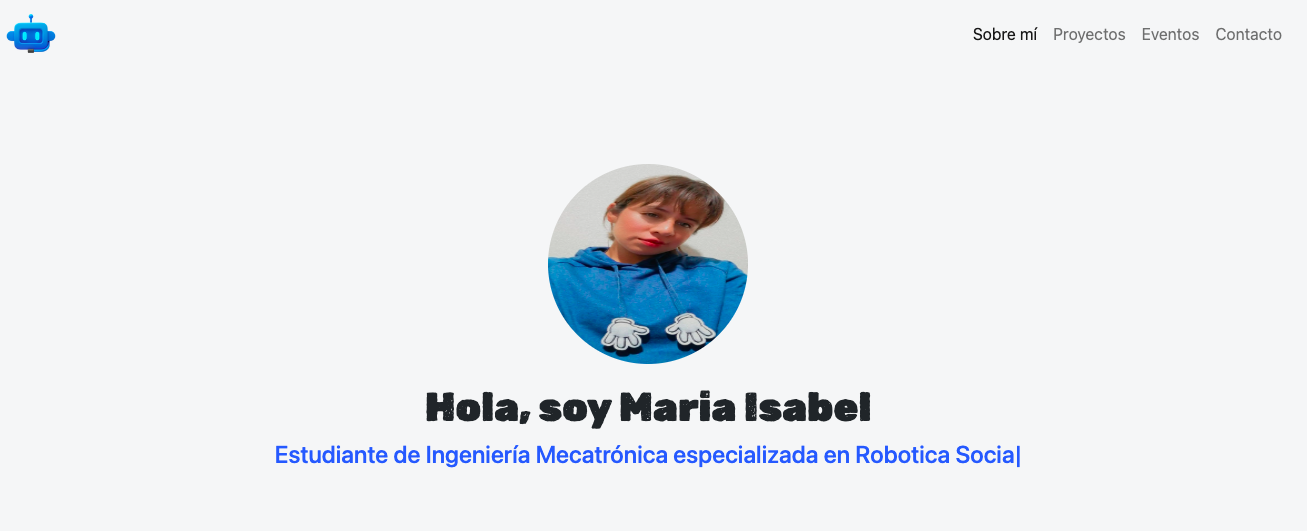 Sobre mí Proyectos Eventos Contacto
Hola, soy Maria Isabel
Estudiante de Ingeniería Mecatrónica especializada en Robotica Socia|